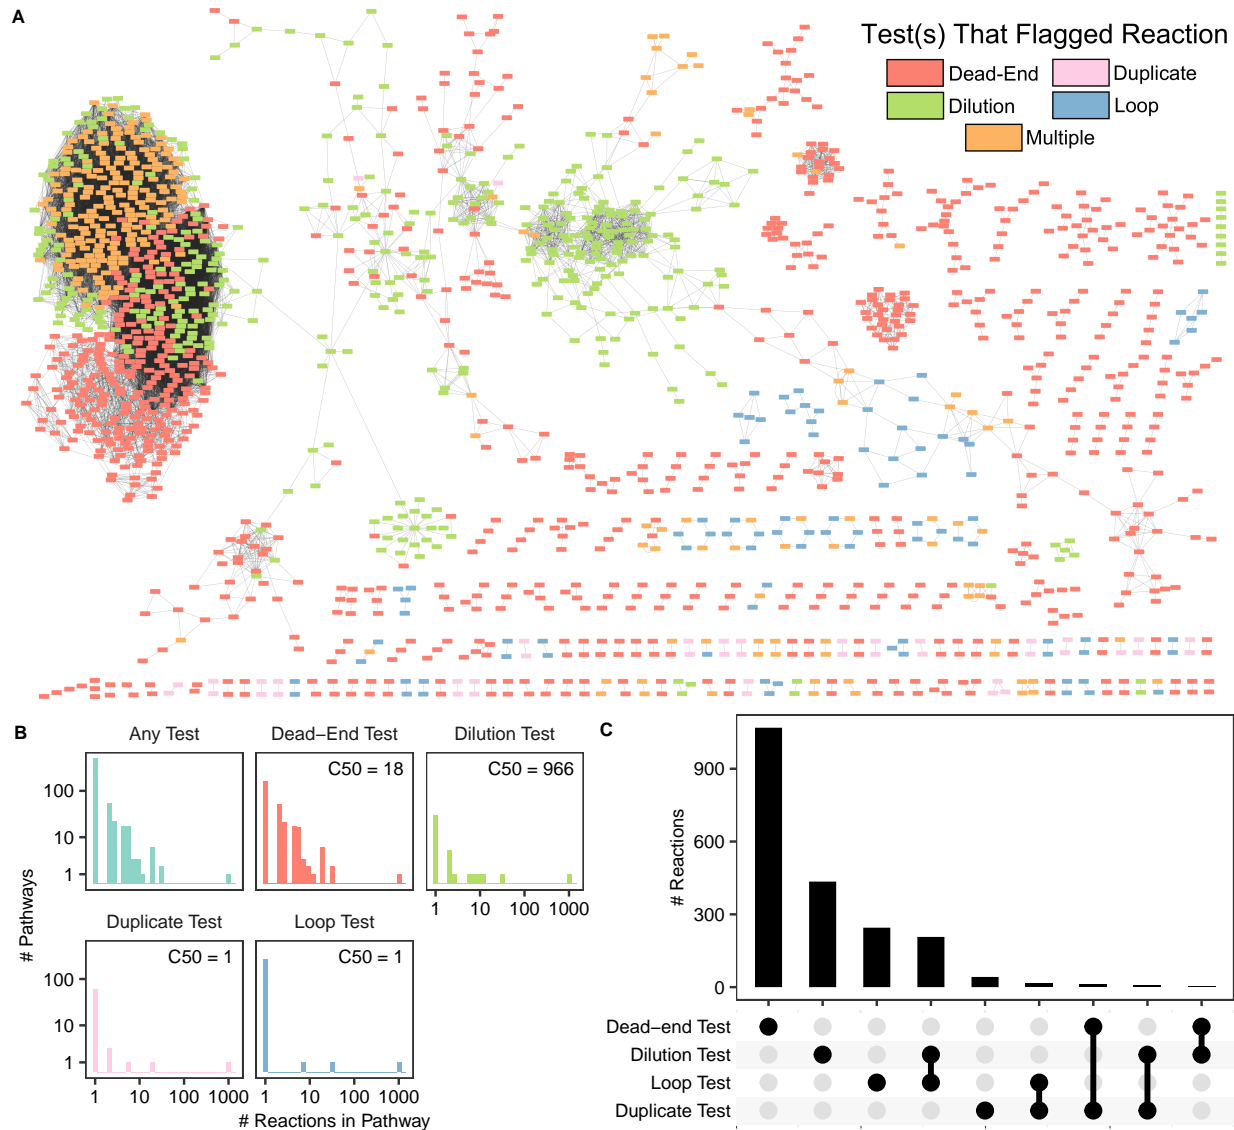 A
Test(s) That Flagged Reaction
Dead-End
Duplicate
Dilution
Loop
Multiple
B
Any Test
Dead−End Test
Dilution Test
C50 = 18
C50 = 966
100
10
1
1 10 100 1000
# Pathways
Duplicate Test
Loop Test
C50 = 1
C50 = 1
100
10
1
1 10 100 1000
1 10 100 1000
# Reactions in Pathway
C
# Reactions
900
600
300
0
Dead−end Test
Dilution Test
Loop Test
Duplicate Test